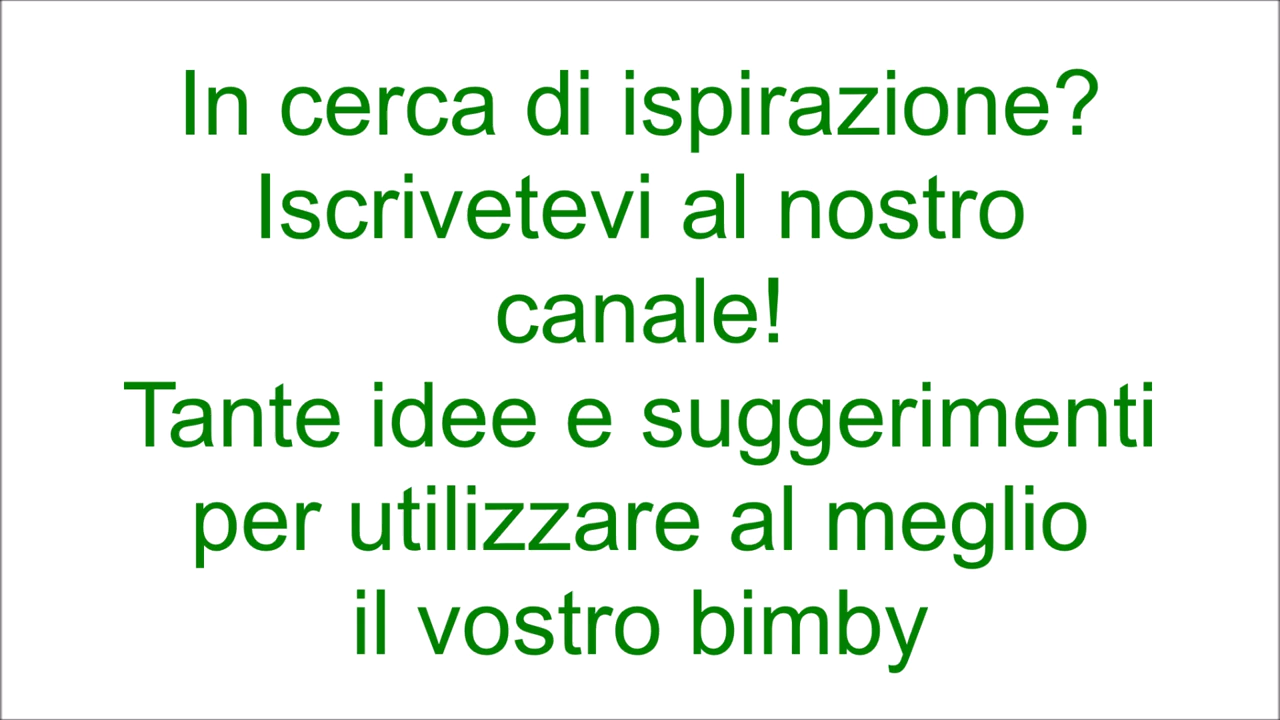 In cerca di ispirazione?
Iscrivetevi al nostro
canale!
Tante idee e suggerimenti
per utilizzare al meglio
il vostro bimby